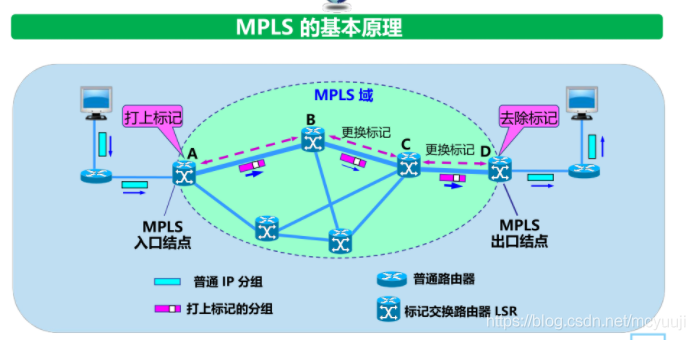 MPLS 的基本原理
MPLS 域
打上标记
去除标记
B
更换标记
A
C
更换标记
D
MPLS
入口结点
MPLS
出口结点
普通 IP 分组
普通路由器
打上标记的分组
标记交换路由器 LSR
https://blog.csdn.net/mcyuuji